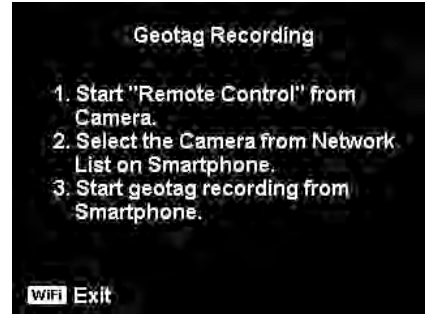 Geotag Recording
1. Start "Remote Control" from
Camera.
2. Select the Camera from Network
List on Smartphone.
3. Start geotag recording from
Smartphone.
WiFi Exit